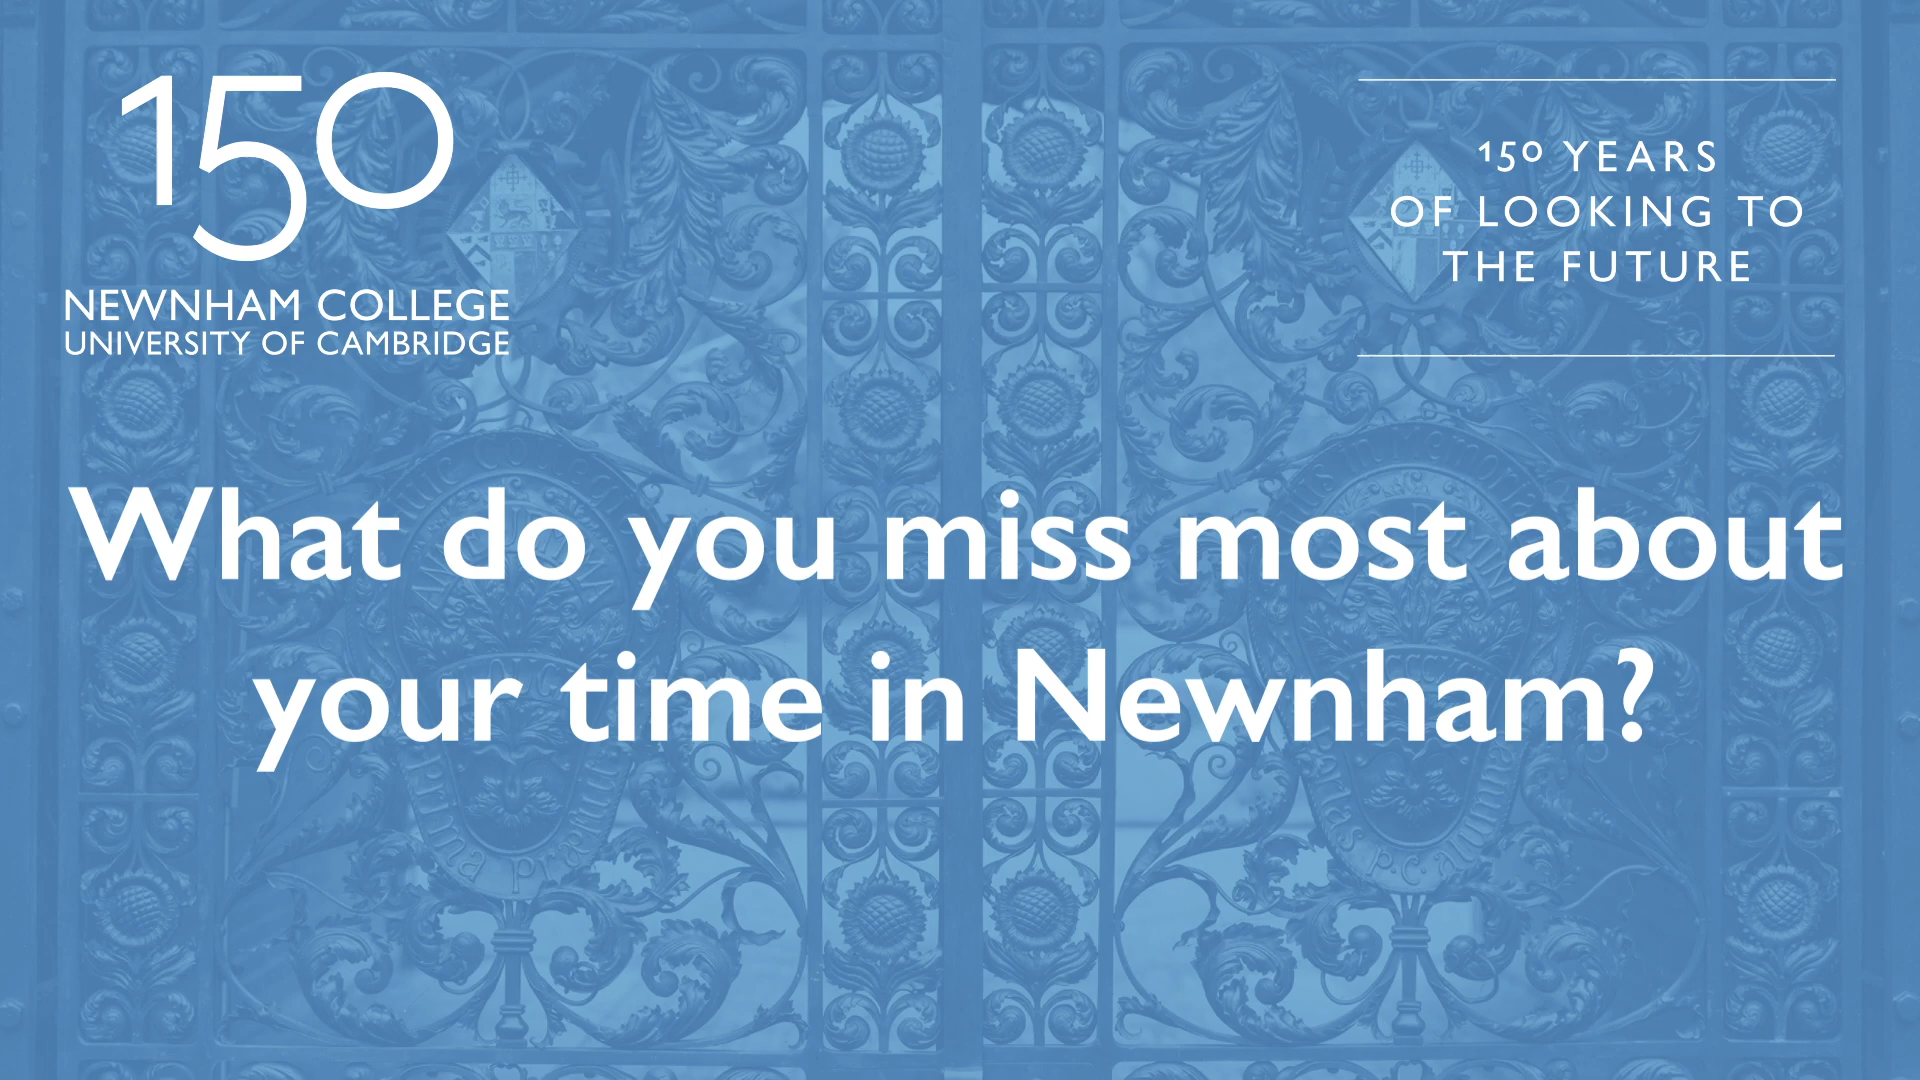 150
NEWNHAM COLLEGE
UNIVERSITY OF CAMBRIDGE
150 YEARS
OF LOOKING TO
THE FUTURE
What do you miss most about
your time in Newnham?